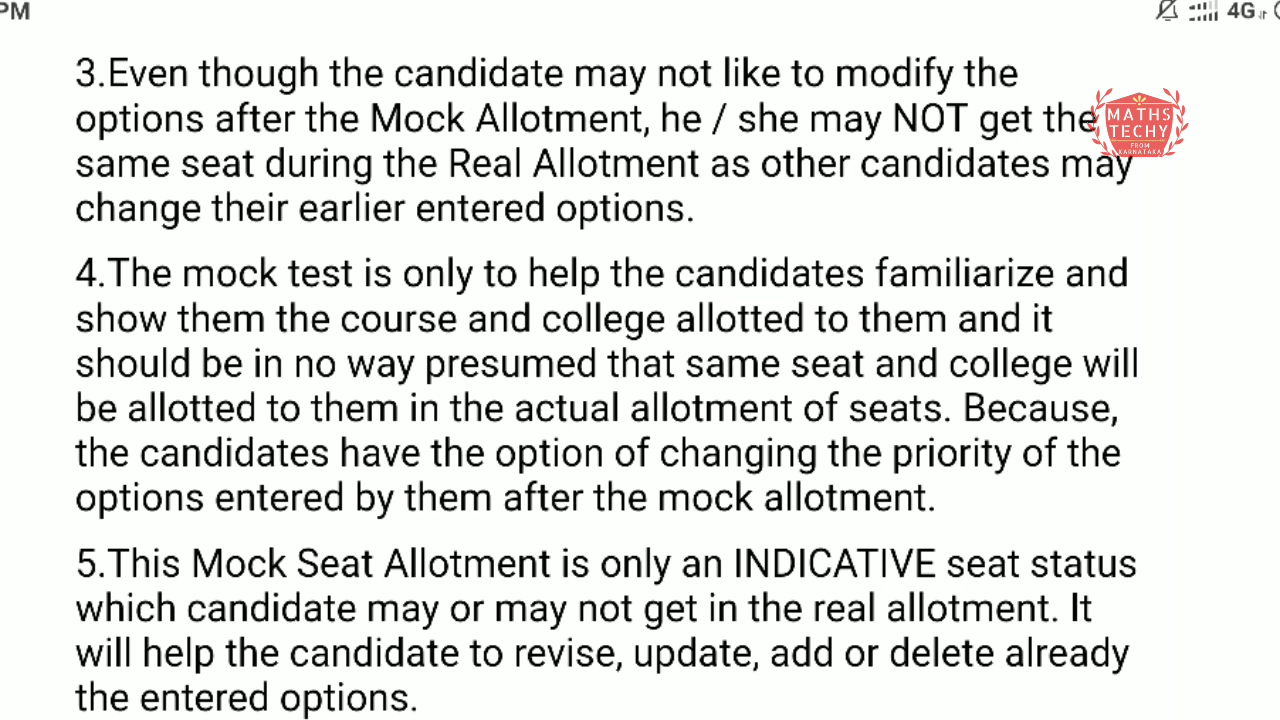 PM
4G
3.Even though the candidate may not like to modify the
options after the Mock Allotment, he / she may NOT get the
same seat during the Real Allotment as other candidates may
change their earlier entered options.
MATHS
TECHY
FROM
KARNATAKA
4.The mock test is only to help the candidates familiarize and
show them the course and college allotted to them and it
should be in no way presumed that same seat and college will
be allotted to them in the actual allotment of seats. Because,
the candidates have the option of changing the priority of the
options entered by them after the mock allotment.
5.This Mock Seat Allotment is only an INDICATIVE seat status
which candidate may or may not get in the real allotment. It
will help the candidate to revise, update, add or delete already
the entered options.